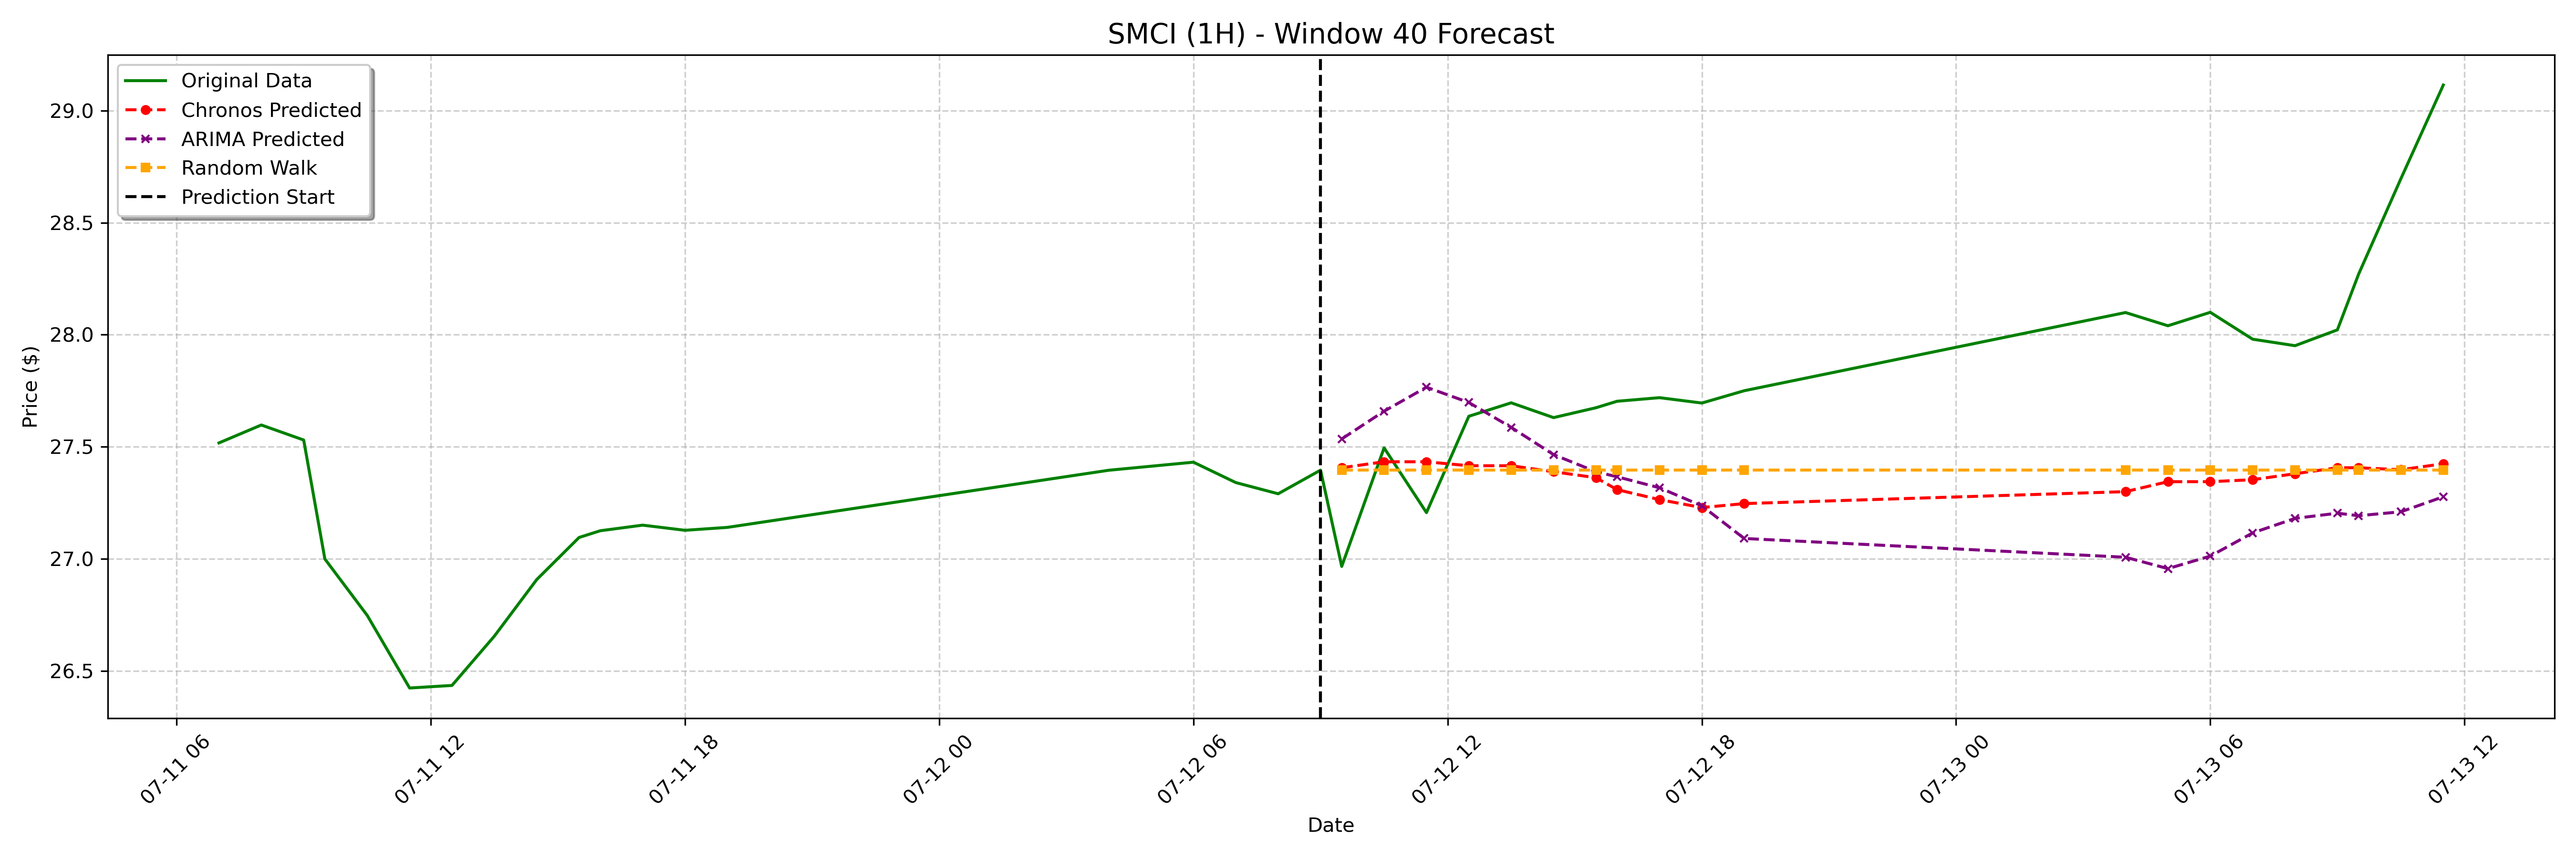 SMCI (1H) - Window 40 Forecast
Original Data
Chronos Predicted
ARIMA Predicted
Random Walk
Prediction Start
Price ($)
29.0
28.5
28.0
27.5
27.0
26.5
07-11 06
07-11 12
07-11 18
07-12 00
07-12 06
07-12 12
07-12 18
07-13 00
07-13 06
07-13 12
Date